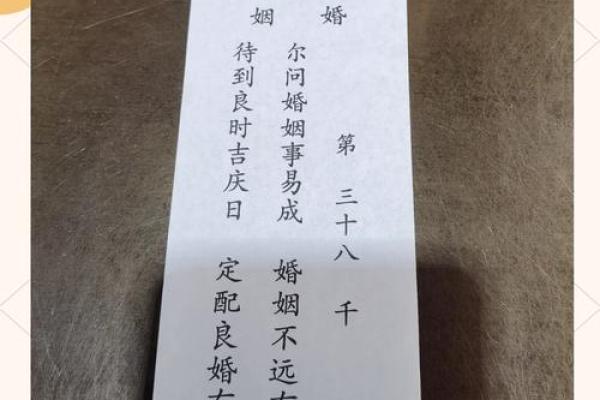 婚 姻
第 三十八 千
尔问婚姻事易成 婚姻不远
待到良时吉庆日 定配良婚